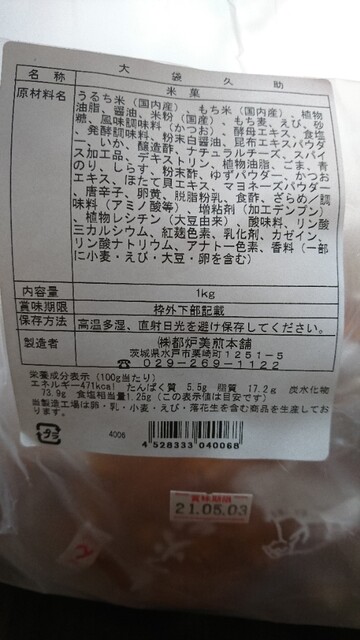 名称 大袋久助
米菓
原材料名 うるち米（国内産）、もち米（国産）、植物
油脂、醤油、米粉（国産）、もち麦、えび、砂
糖、風味調味料（かつお）、酵母エキス、食塩
、発酵調味料、粉末白醤油、昆布エキスパウダ
ー、いか、醸造酢、ナチュラルチーズ、スパイ
スの加工品、デキストリン、植物油脂、ごま、青
のり、しらす、粉末酢、ゆずパウダー、かつお
エキス、ほたて貝エキス、マヨネーズパウダー
、唐辛子、卵黄、脱脂粉乳、食酢、ざらめ／調
味料（アミノ酸等）、増粘剤（加工デンプン）
、植物レシチン（大豆由来）、酸味料、リン酸
三カルシウム、紅麹色素、乳化剤、カゼイン、
リン酸ナトリウム、アナトー色素、香料（一部
に小麦・えび・大豆・卵を含む）
内容量 1kg
賞味期限 枠外下部記載
保存方法 高温多湿、直射日光を避け保存してください。
製造者 ㈱都炉美煎本舗
茨城県水戸市栗崎町1251-5
☎029-269-1122
栄養成分表示（100g当たり）
エネルギー471kcal たんぱく質 5.5g 脂質 17.2g 炭水化物
73.9g 食塩相当量1.25g（この表示値は目安です）
当製造工場は卵・乳・小麦・えび・落花生を含む商品を生産してお
ります。
プラ
4006
4528333040068
賞味期限
21.05.03